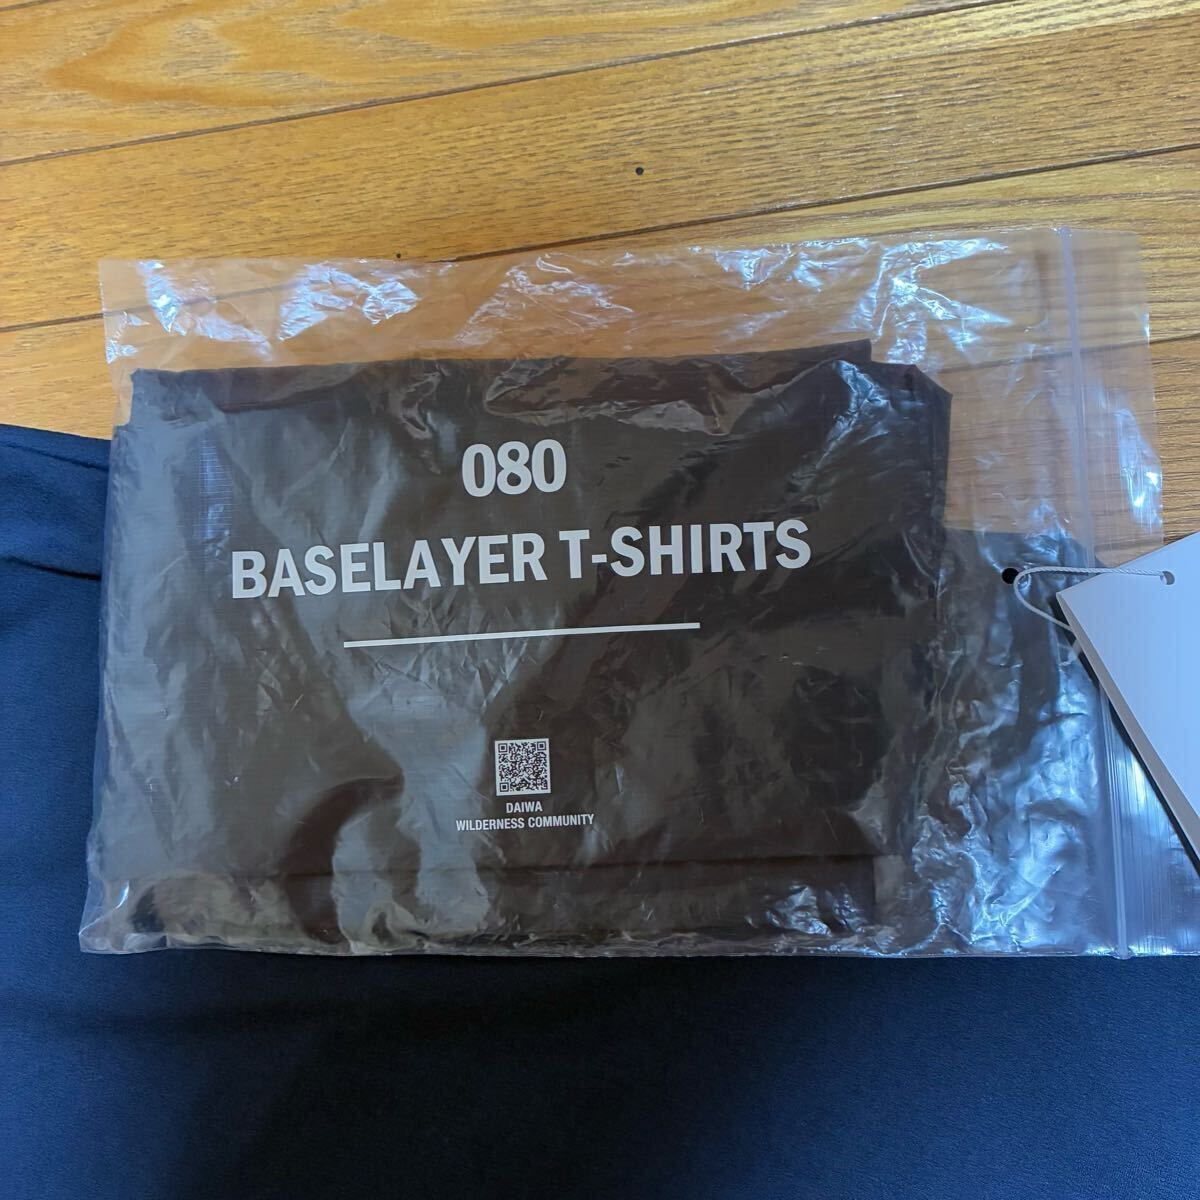 080
BASELAYER T-SHIRTS
DAIWA
WILDERNESS COMMUNITY